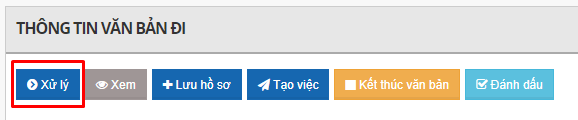 THÔNG TIN VĂN BẢN ĐI
Xử lý Xem Lưu hồ sơ Tạo việc Kết thúc văn bản Đánh dấu